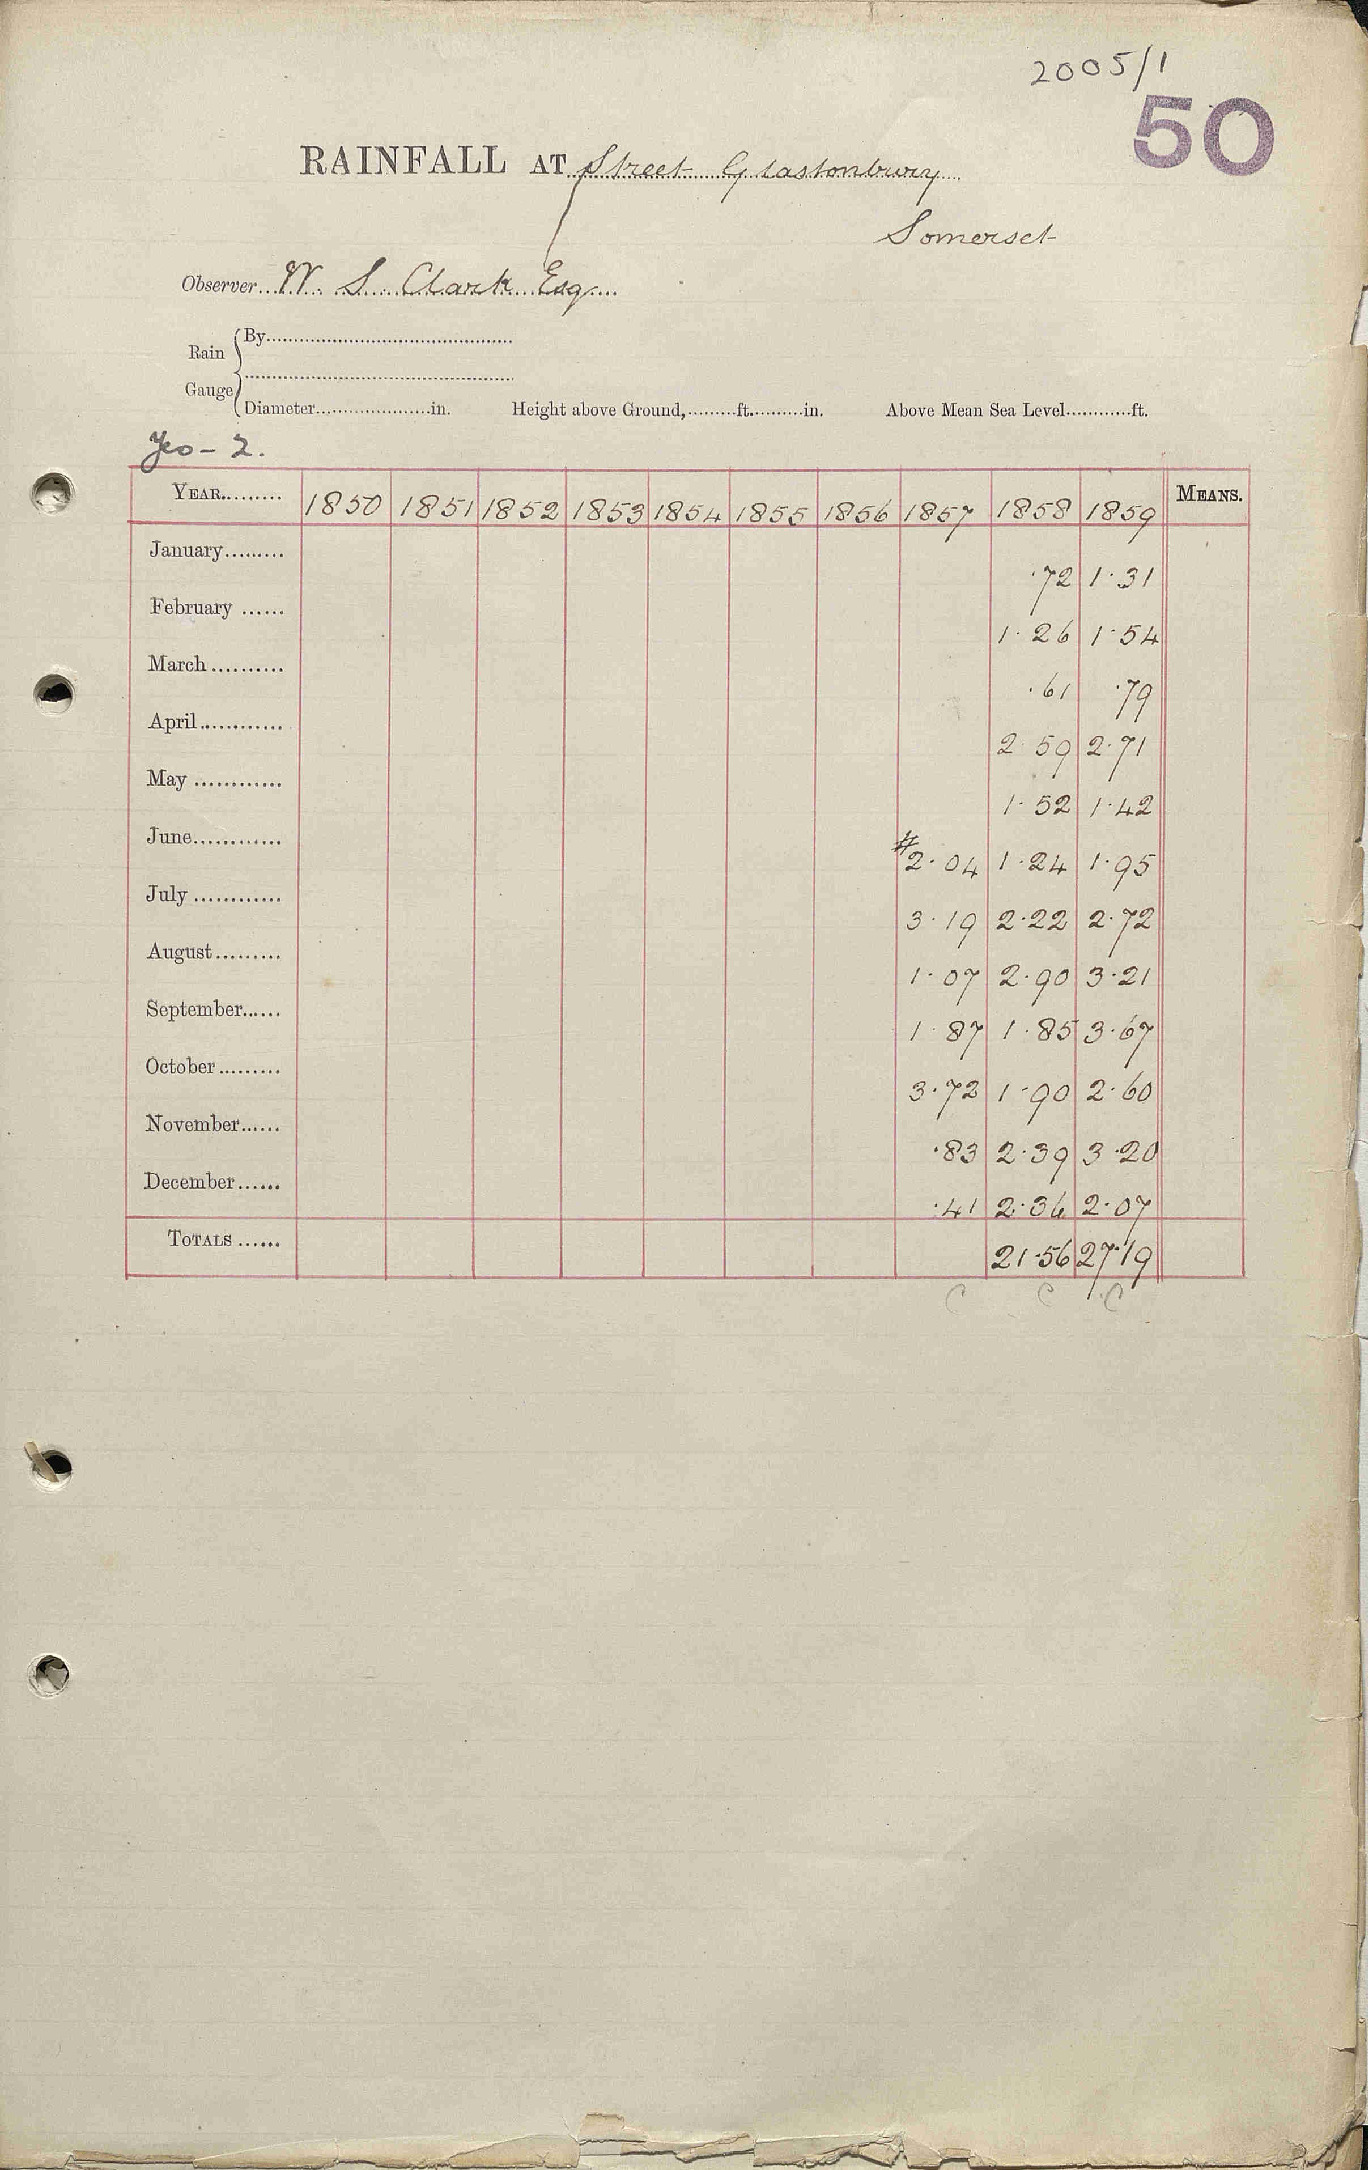 2005/1
50
RAINFALL AT Street Glastonbury
Somerset
Observer W. S. Clark Esq
Rain Gauge
By
Diameter in. Height above Ground, ft. in. Above Mean Sea Level ft.
Yeo - 2.
YEAR 1850 1851 1852 1853 1854 1855 1856 1857 1858 1859 MEANS.
January .72 1.31
February 1.26 1.54
March .61 .79
April 2.59 2.71
May 1.52 1.42
June #2.04 1.24 1.95
July 3.19 2.22 2.72
August 1.07 2.90 3.21
September 1.87 1.85 3.67
October 3.72 1.90 2.60
November .83 2.39 3.20
December .41 2.36 2.07
TOTALS 21.56 27.19
C C C